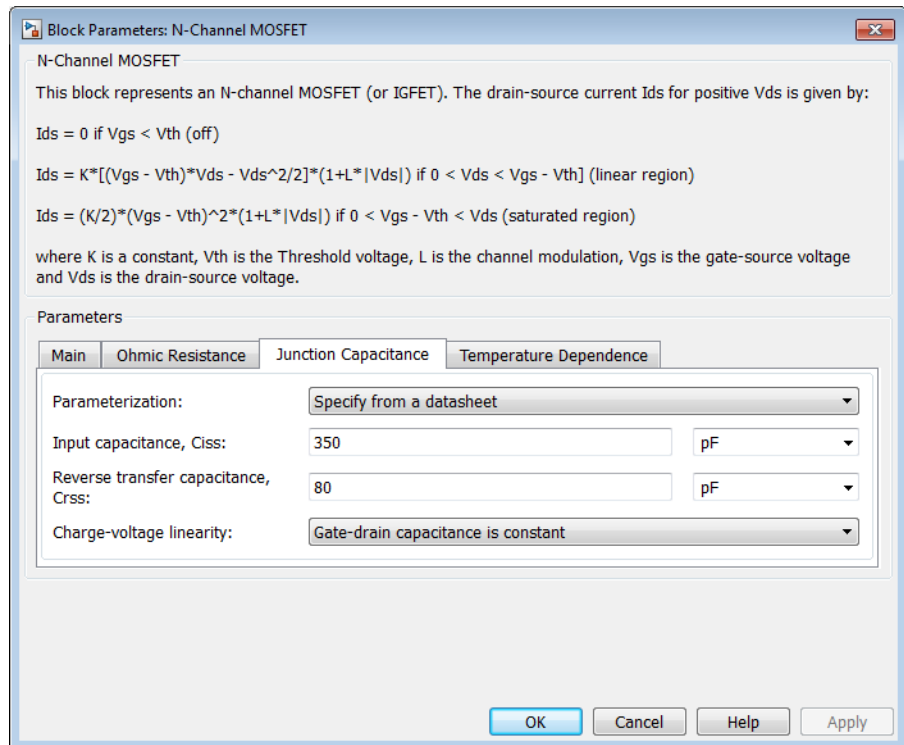 Block Parameters: N-Channel MOSFET
N-Channel MOSFET
This block represents an N-channel MOSFET (or IGFET). The drain-source current Ids for positive Vds is given by:
Ids = 0 if Vgs < Vth (off)
Ids = K*[(Vgs - Vth)*Vds - Vds^2/2]*(1+L*|Vds|) if 0 < Vds < Vgs - Vth] (linear region)
Ids = (K/2)*(Vgs - Vth)^2*(1+L*|Vds|) if 0 < Vgs - Vth < Vds (saturated region)
where K is a constant, Vth is the Threshold voltage, L is the channel modulation, Vgs is the gate-source voltage
and Vds is the drain-source voltage.
Parameters
Main Ohmic Resistance Junction Capacitance Temperature Dependence
Parameterization: Specify from a datasheet
Input capacitance, Ciss: 350 pF
Reverse transfer capacitance,
Crss: 80 pF
Charge-voltage linearity: Gate-drain capacitance is constant
OK Cancel Help Apply